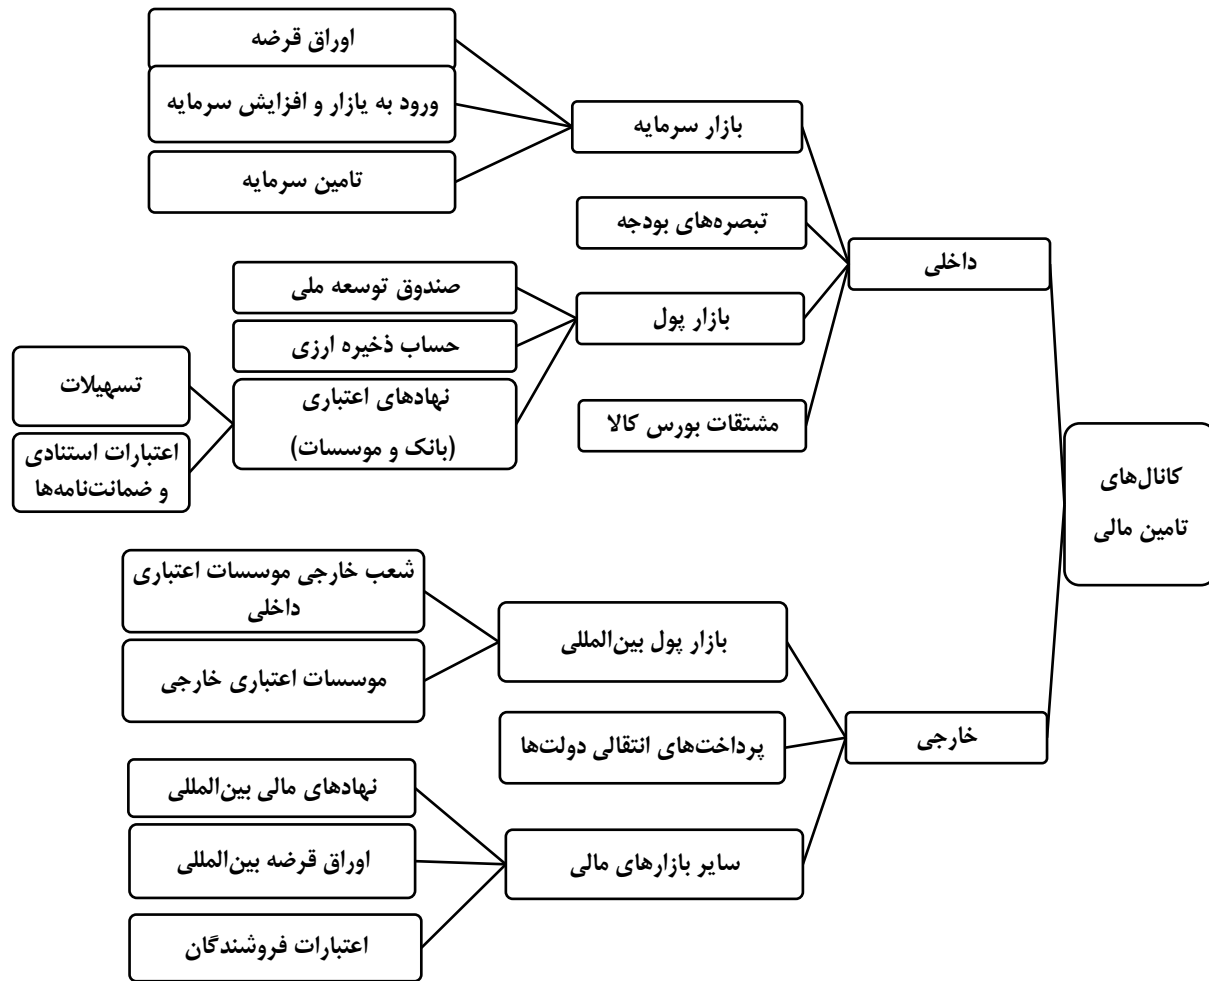 کانال‌های
تامین مالی
داخلی
بازار سرمایه
اوراق قرضه
ورود به یازار و افزایش سرمایه
تامین سرمایه
تبصره‌های بودجه
بازار پول
صندوق توسعه ملی
حساب ذخیره ارزی
نهادهای اعتباری
(بانک و موسسات)
تسهیلات
اعتبارات استنادی
و ضمانت‌نامه‌ها
مشتقات بورس کالا
خارجی
بازار پول بین‌المللی
شعب خارجی موسسات اعتباری
داخلی
موسسات اعتباری خارجی
پرداخت‌های انتقالی دولت‌ها
سایر بازارهای مالی
نهادهای مالی بین‌المللی
اوراق قرضه بین‌المللی
اعتبارات فروشندگان